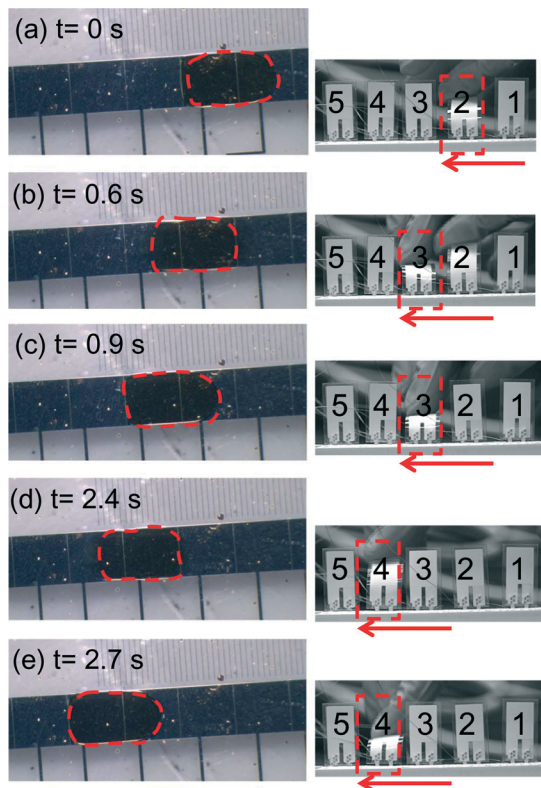 (a) t= 0 s
5 4 3 2 1
(b) t= 0.6 s
5 4 3 2 1
(c) t= 0.9 s
5 4 3 2 1
(d) t= 2.4 s
5 4 3 2 1
(e) t= 2.7 s
5 4 3 2 1